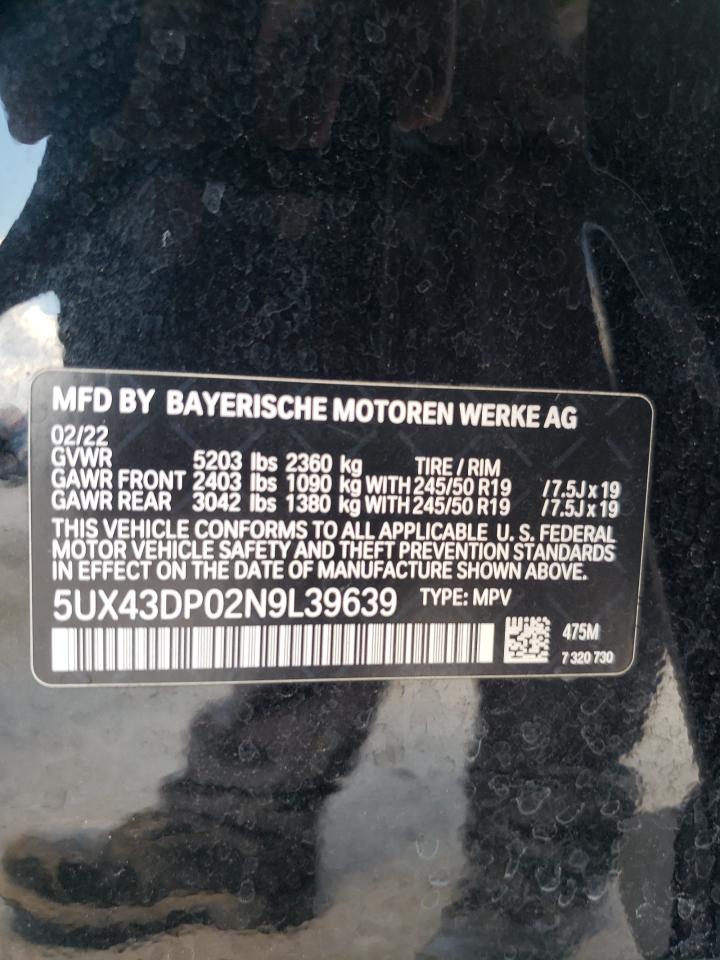 MFD BY BAYERISCHE MOTOREN WERKE AG
02/22
GVWR 5203 lbs 2360 kg TIRE / RIM
GAWR FRONT 2403 lbs 1090 kg WITH 245/50 R19 /7.5J x 19
GAWR REAR 3042 lbs 1380 kg WITH 245/50 R19 /7.5J x 19
THIS VEHICLE CONFORMS TO ALL APPLICABLE U. S. FEDERAL
MOTOR VEHICLE SAFETY AND THEFT PREVENTION STANDARDS
IN EFFECT ON THE DATE OF MANUFACTURE SHOWN ABOVE.
5UX43DP02N9L39639 TYPE: MPV
475M
7 320 730